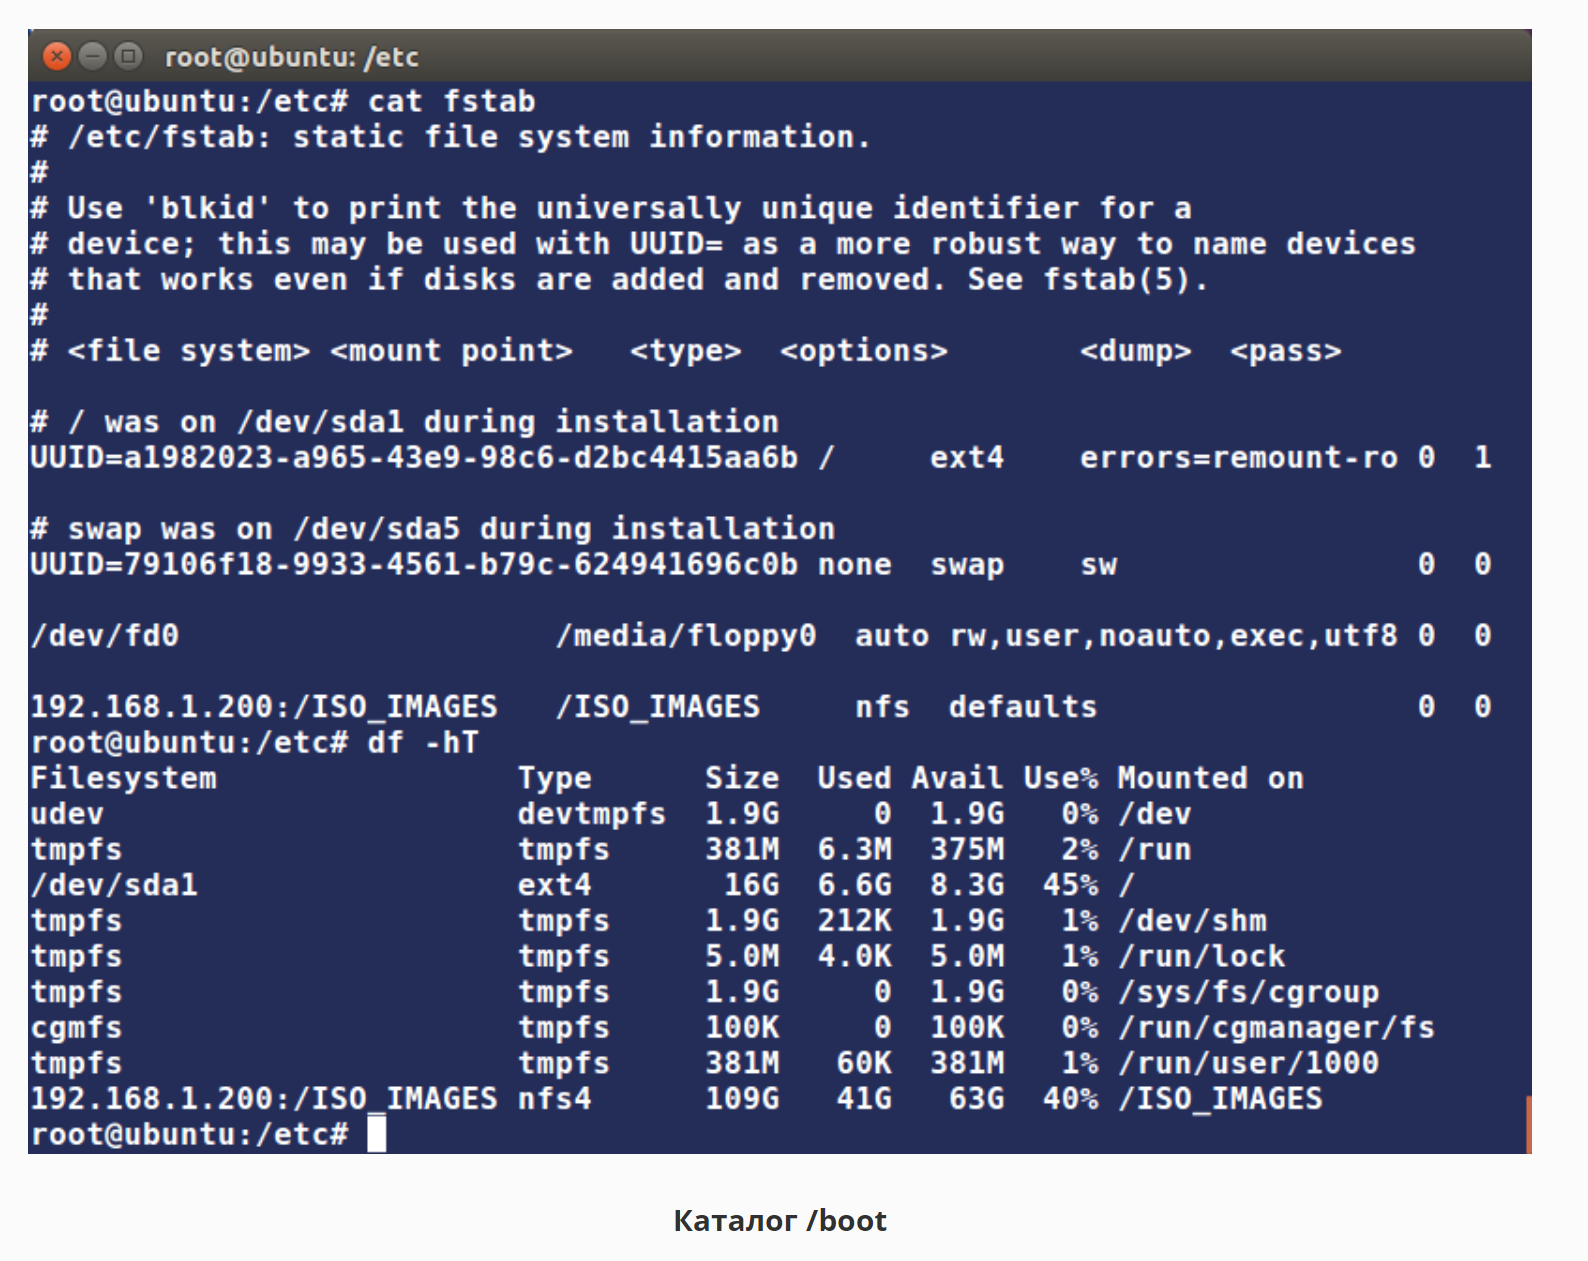 root@ubuntu: /etc
root@ubuntu:/etc# cat fstab
# /etc/fstab: static file system information.
#
# Use 'blkid' to print the universally unique identifier for a
# device; this may be used with UUID= as a more robust way to name devices
# that works even if disks are added and removed. See fstab(5).
#
# <file system> <mount point>   <type>  <options>       <dump>  <pass>
# / was on /dev/sda1 during installation
UUID=a1982023-a965-43e9-98c6-d2bc4415aa6b /     ext4    errors=remount-ro 0  1
# swap was on /dev/sda5 during installation
UUID=79106f18-9933-4561-b79c-624941696c0b none  swap    sw                0  0
/dev/fd0                    /media/floppy0  auto rw,user,noauto,exec,utf8 0  0
192.168.1.200:/ISO_IMAGES   /ISO_IMAGES     nfs  defaults                 0  0
root@ubuntu:/etc# df -hT
Filesystem                Type      Size  Used Avail Use% Mounted on
udev                      devtmpfs  1.9G     0  1.9G   0% /dev
tmpfs                     tmpfs     381M  6.3M  375M   2% /run
/dev/sda1                 ext4       16G  6.6G  8.3G  45% /
tmpfs                     tmpfs     1.9G  212K  1.9G   1% /dev/shm
tmpfs                     tmpfs     5.0M  4.0K  5.0M   1% /run/lock
tmpfs                     tmpfs     1.9G     0  1.9G   0% /sys/fs/cgroup
cgmfs                     tmpfs     100K     0  100K   0% /run/cgmanager/fs
tmpfs                     tmpfs     381M   60K  381M   1% /run/user/1000
192.168.1.200:/ISO_IMAGES nfs4      109G   41G   63G  40% /ISO_IMAGES
root@ubuntu:/etc#
Каталог /boot